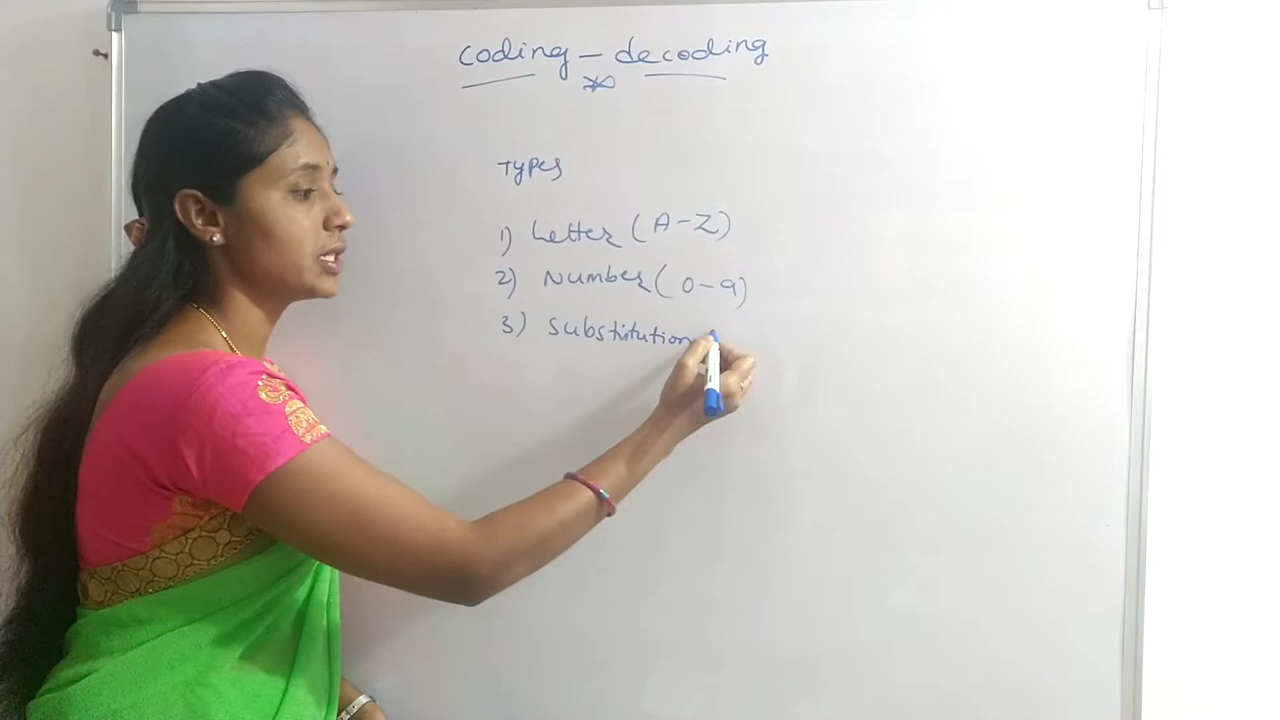 coding - decoding
Types
1) Letter (A-Z)
2) Number (0-9)
3) Substitution